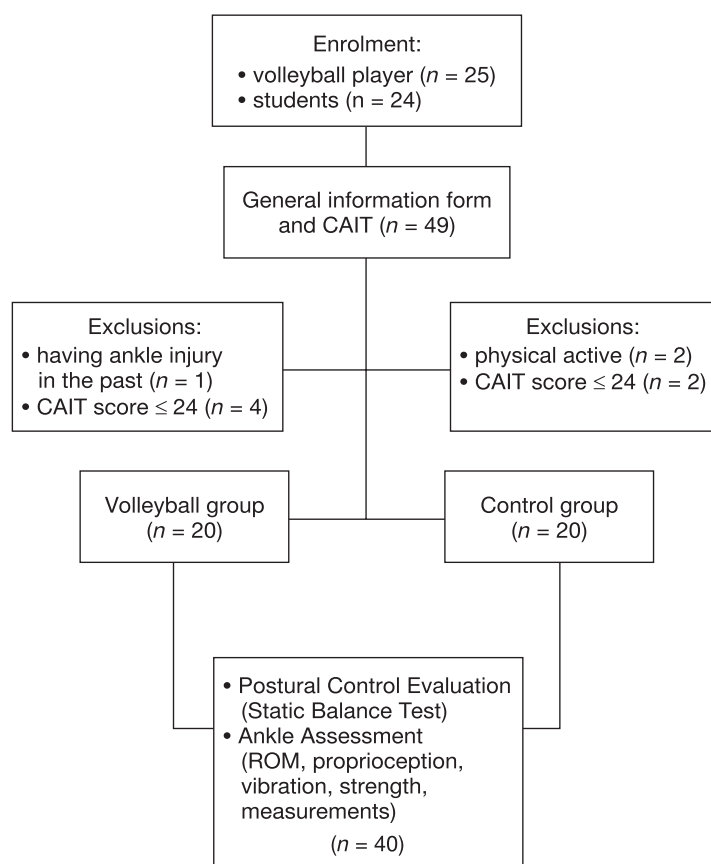 Enrolment:
• volleyball player (n = 25)
• students (n = 24)
General information form
and CAIT (n = 49)
Exclusions:
• having ankle injury
in the past (n = 1)
• CAIT score ≤ 24 (n = 4)
Exclusions:
• physical active (n = 2)
• CAIT score ≤ 24 (n = 2)
Volleyball group
(n = 20)
Control group
(n = 20)
• Postural Control Evaluation
(Static Balance Test)
• Ankle Assessment
(ROM, proprioception,
vibration, strength,
measurements)
(n = 40)